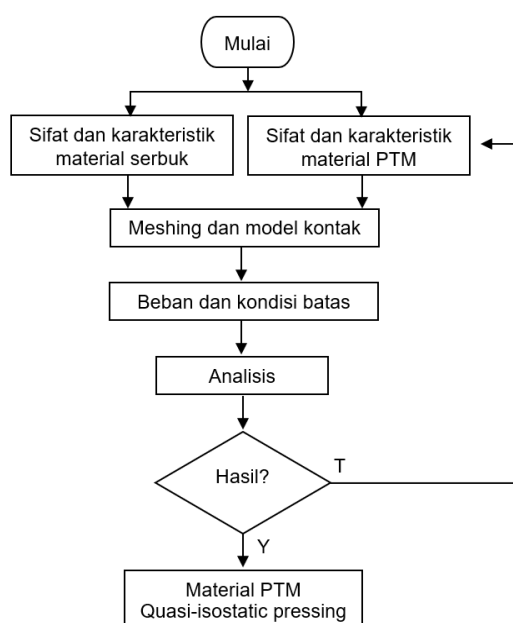 Mulai
Sifat dan karakteristik
material serbuk
Sifat dan karakteristik
material PTM
Meshing dan model kontak
Beban dan kondisi batas
Analisis
Hasil?
T
Y
Material PTM
Quasi-isostatic pressing